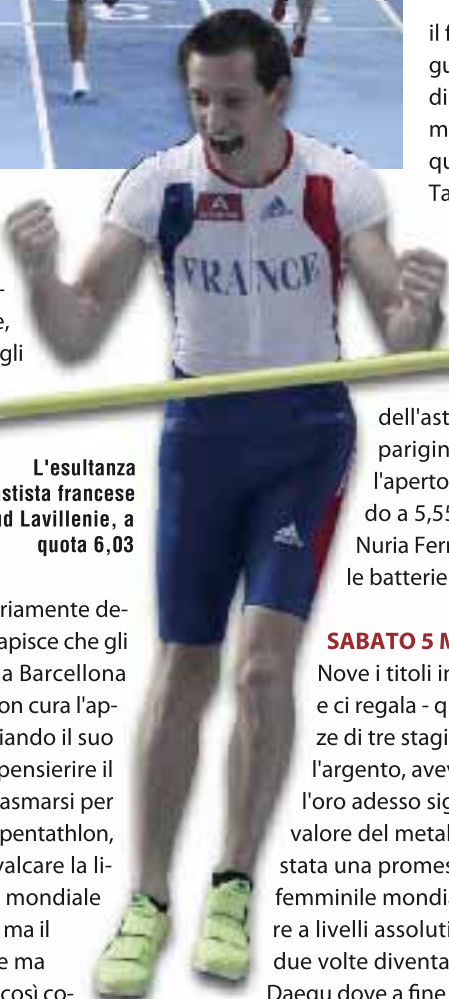 il f
gu
di
m
qu
Ta
-
e,
gli
FRANCE
L'esultanza
astista francese
ud Lavillenie, a
quota 6,03
riamente de-
apisce che gli
a Barcellona
on cura l'ap-
iando il suo
pensierire il
asmarsi per
pentathlon,
valcare la li-
mondiale
ma il
e ma
così co-
dell'ast
parigin
l'aperto
do a 5,55
Nuria Ferr
le batterie
SABATO 5 M
Nove i titoli in
e ci regala - q
ze di tre stagi
l'argento, avev
l'oro adesso sig
valore del metal
stata una promes
femminile mondia
re a livelli assoluti
due volte diventa
Daegu dove a fine